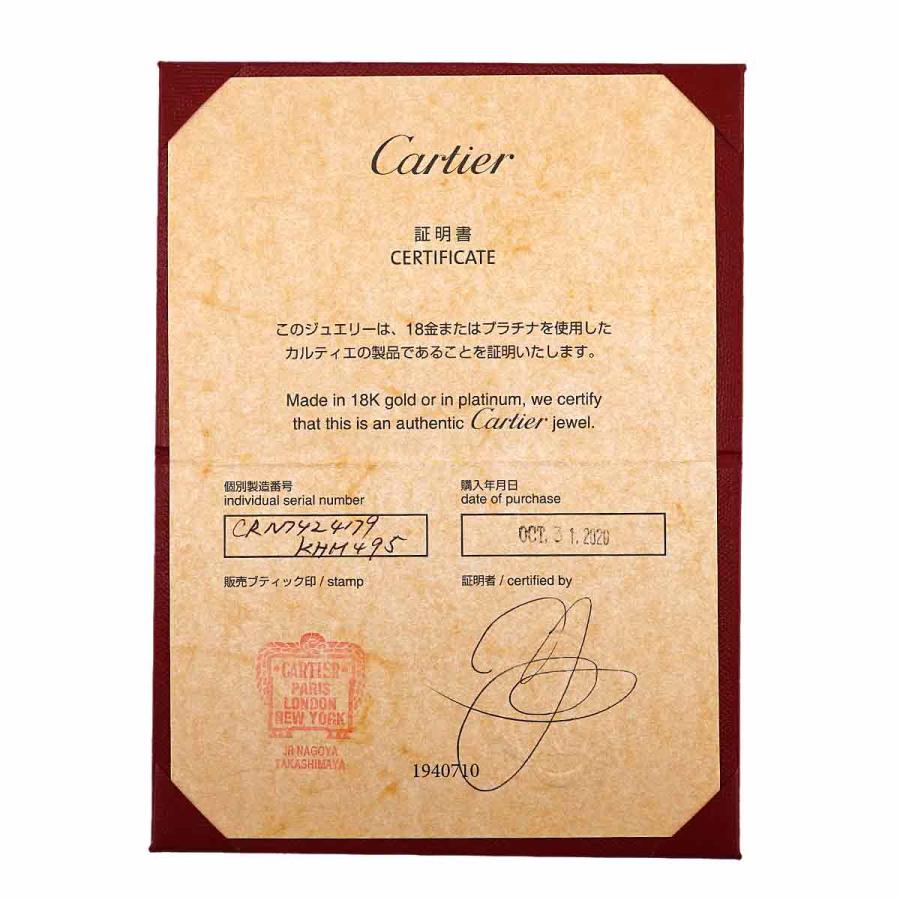 Cartier
証明書
CERTIFICATE
このジュエリーは、18金またはプラチナを使用した
カルティエの製品であることを証明いたします。
Made in 18K gold or in platinum, we certify
that this is an authentic Cartier jewel.
個別製造番号
individual serial number
CRN7424179
KHM495
購入年月日
date of purchase
OCT. 31. 2020
販売ブティック印 / stamp
証明者 / certified by
CARTIER
PARIS
LONDON
NEW YORK
JR NAGOYA
TAKASHIMAYA
1940710